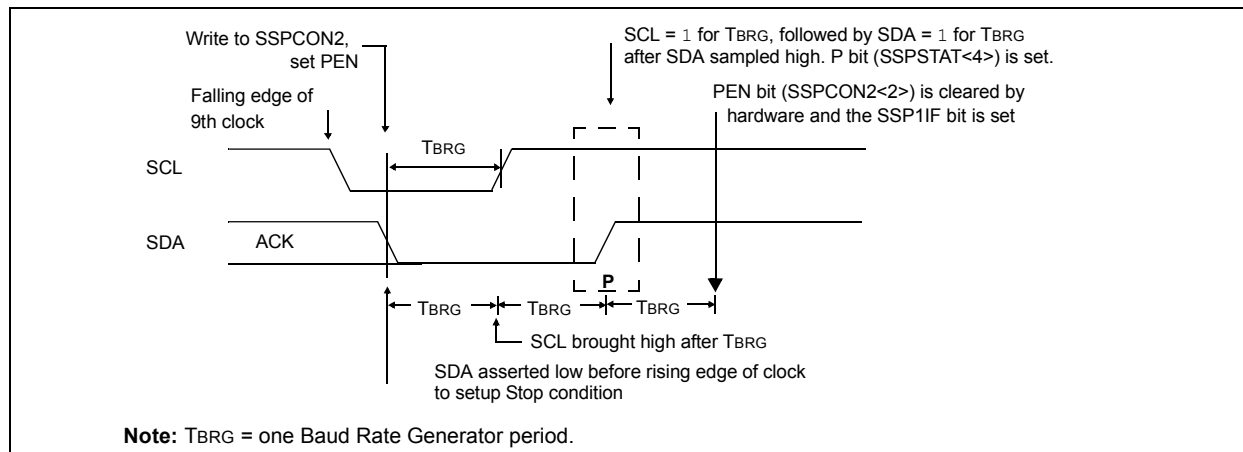 Write to SSPCON2,
set PEN
SCL = 1 for TBRG, followed by SDA = 1 for TBRG
after SDA sampled high. P bit (SSPSTAT<4>) is set.
Falling edge of
9th clock
PEN bit (SSPCON2<2>) is cleared by
hardware and the SSP1IF bit is set
TBRG
SCL
SDA
ACK
P
TBRG
TBRG
TBRG
SCL brought high after TBRG
SDA asserted low before rising edge of clock
to setup Stop condition
Note: TBRG = one Baud Rate Generator period.